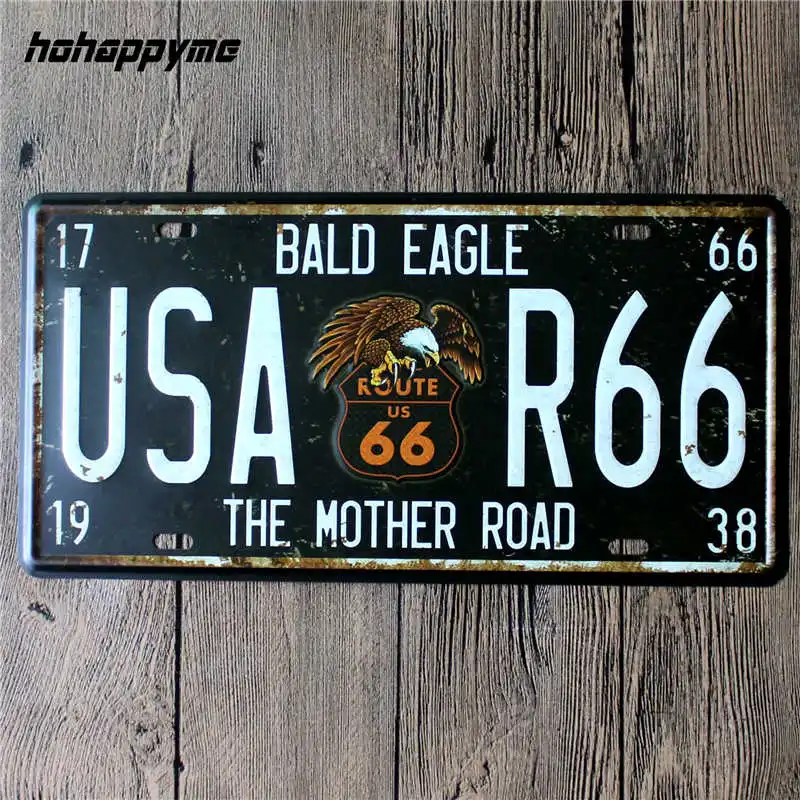 hohappyme
17 BALD EAGLE 66
USA R66
ROUTE
US
66
19 THE MOTHER ROAD 38